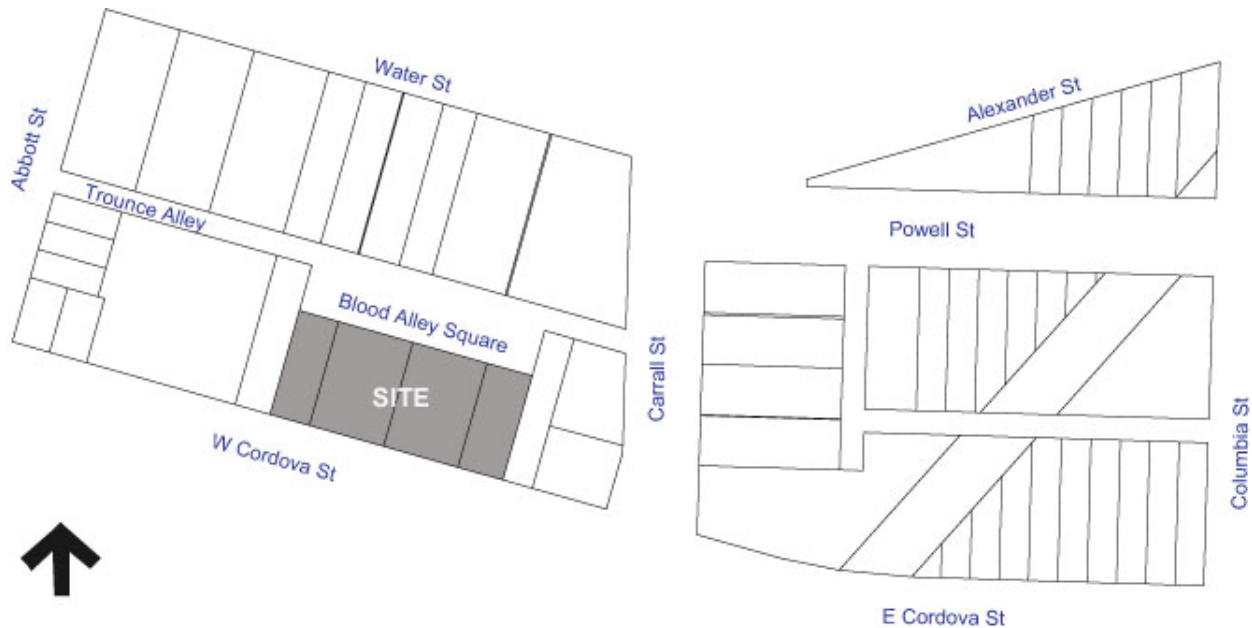 Water St
Alexander St
Abbott St
Trounce Alley
Powell St
Blood Alley Square
Carrall St
SITE
Columbia St
W Cordova St
E Cordova St